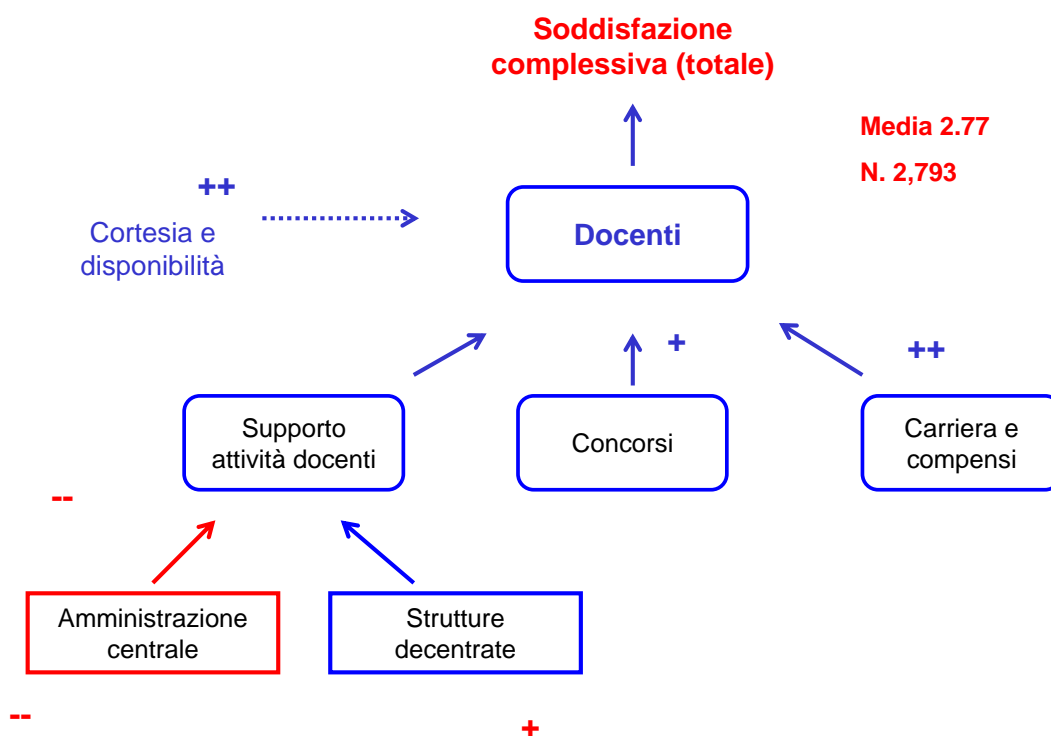 Soddisfazione
complessiva (totale)
Media 2.77
N. 2,793
++
Cortesia e
disponibilità
Docenti
+
++
Supporto
attività docenti
Concorsi
Carriera e
compensi
--
Amministrazione
centrale
Strutture
decentrate
--
+